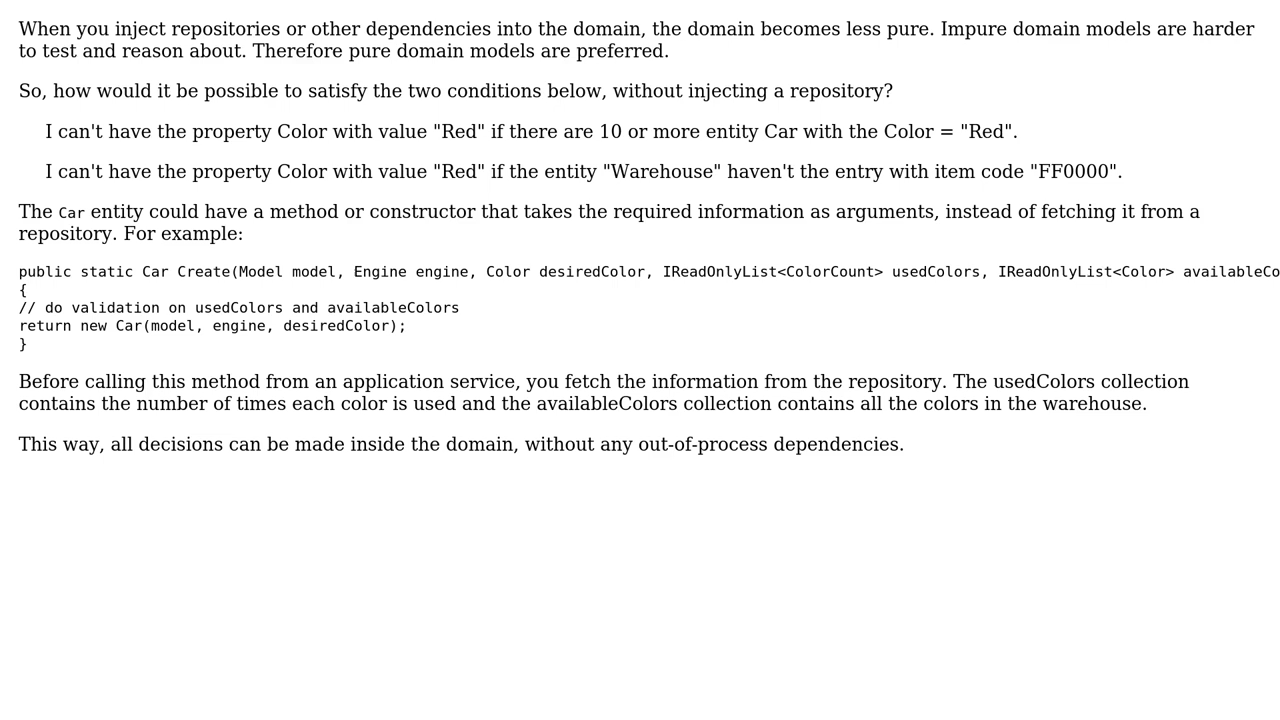 When you inject repositories or other dependencies into the domain, the domain becomes less pure. Impure domain models are harder
to test and reason about. Therefore pure domain models are preferred.
So, how would it be possible to satisfy the two conditions below, without injecting a repository?
I can't have the property Color with value "Red" if there are 10 or more entity Car with the Color = "Red".
I can't have the property Color with value "Red" if the entity "Warehouse" haven't the entry with item code "FF0000".
The Car entity could have a method or constructor that takes the required information as arguments, instead of fetching it from a
repository. For example:
public static Car Create(Model model, Engine engine, Color desiredColor, IReadOnlyList<ColorCount> usedColors, IReadOnlyList<Color> availableCo
{
// do validation on usedColors and availableColors
return new Car(model, engine, desiredColor);
}
Before calling this method from an application service, you fetch the information from the repository. The usedColors collection
contains the number of times each color is used and the availableColors collection contains all the colors in the warehouse.
This way, all decisions can be made inside the domain, without any out-of-process dependencies.